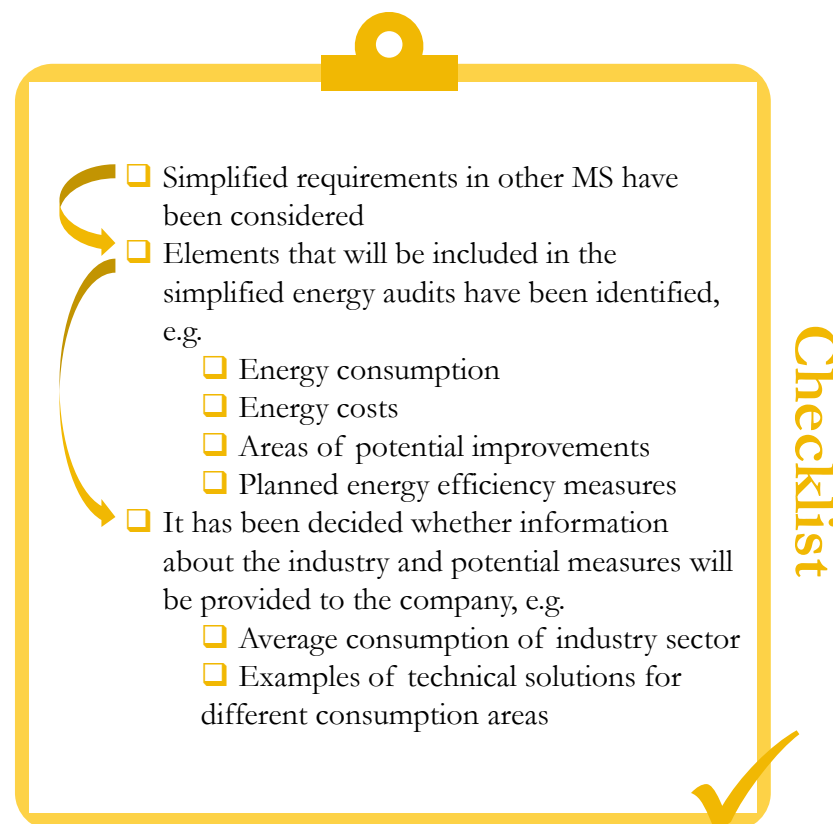 Simplified requirements in other MS have
been considered
Elements that will be included in the
simplified energy audits have been identified,
e.g.
Energy consumption
Energy costs
Areas of potential improvements
Planned energy efficiency measures
It has been decided whether information
about the industry and potential measures will
be provided to the company, e.g.
Average consumption of industry sector
Examples of technical solutions for
different consumption areas
Checklist